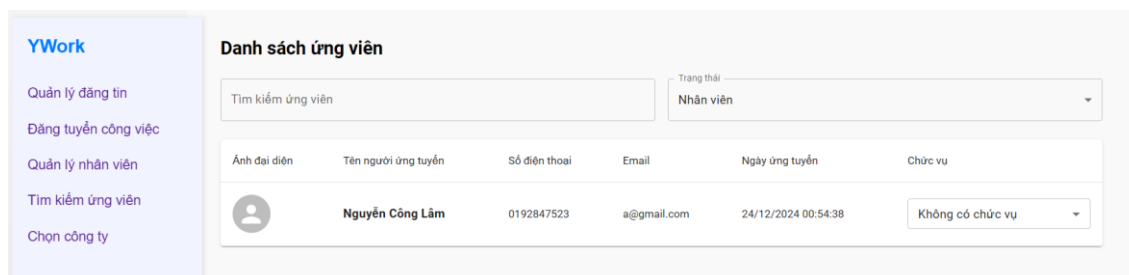 YWork
Quản lý đăng tin
Đăng tuyển công việc
Quản lý nhân viên
Tìm kiếm ứng viên
Chọn công ty
Danh sách ứng viên
Tìm kiếm ứng viên
Trạng thái
Nhân viên
Ảnh đại diện Tên người ứng tuyển Số điện thoại Email Ngày ứng tuyển Chức vụ
Nguyễn Công Lâm 0192847523 a@gmail.com 24/12/2024 00:54:38 Không có chức vụ